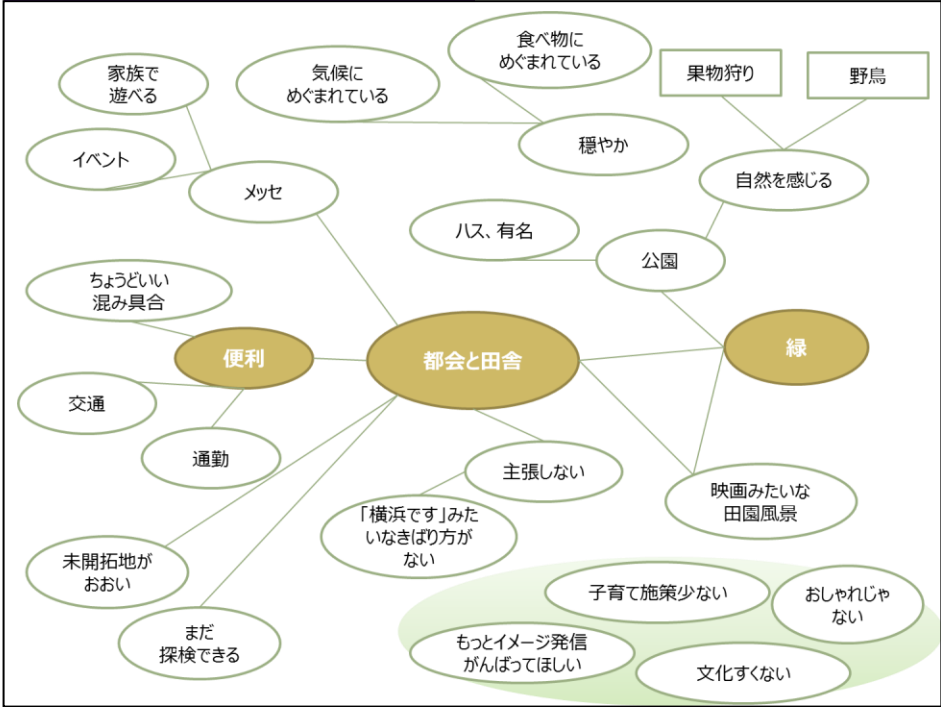 食べ物に
めぐまれている
家族で
遊べる
気候に
めぐまれている
果物狩り
野鳥
イベント
穏やか
メッセ
自然を感じる
ハス、有名
公園
ちょうどいい
混み具合
便利
都会と田舎
緑
交通
通勤
主張しない
映画みたいな
田園風景
「横浜です」みた
いなきばり方が
ない
未開拓地が
おおい
まだ
探検できる
子育て施策少ない
おしゃれじゃ
ない
もっとイメージ発信
がんばってほしい
文化すくない